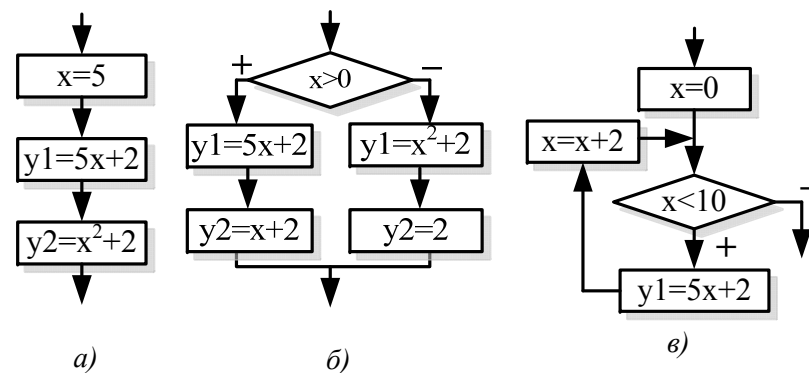 x=5
y1=5x+2
y2=x²+2
а)
+
x>0
–
y1=5x+2
y1=x²+2
y2=x+2
y2=2
б)
x=0
x=x+2
x<10
–
+
y1=5x+2
в)